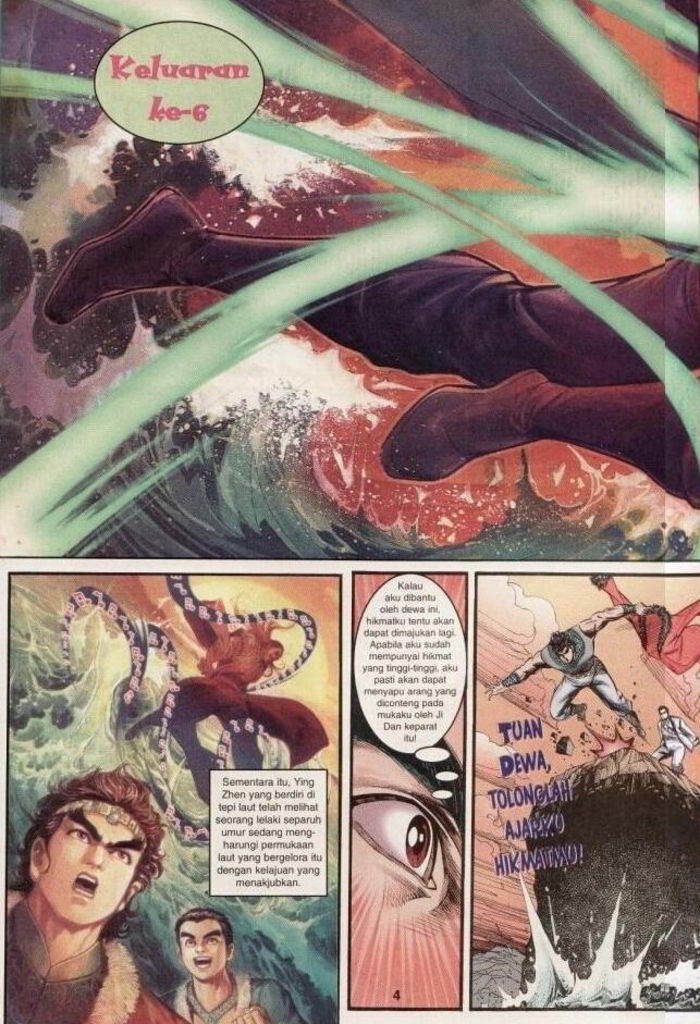 Keluaran
ke-6
Sementara itu, Ying
Zhen yang berdiri di
tepi laut telah melihat
seorang lelaki separuh
umur sedang meng-
harungi permukaan
laut yang bergelora itu
dengan kelajuan yang
menakjubkan.
Kalau
aku dibantu
oleh dewa ini,
hikmatku tentu akan
dapat dimajukan lagi.
Apabila aku sudah
mempunyai hikmat
yang tinggi-tinggi, aku
pasti akan dapat
menyapu arang yang
diconteng pada
mukaku oleh Ji
Dan keparat
itu!
TUAN
DEWA,
TOLONGLAH
AJARKU
HIKMATMU!
4